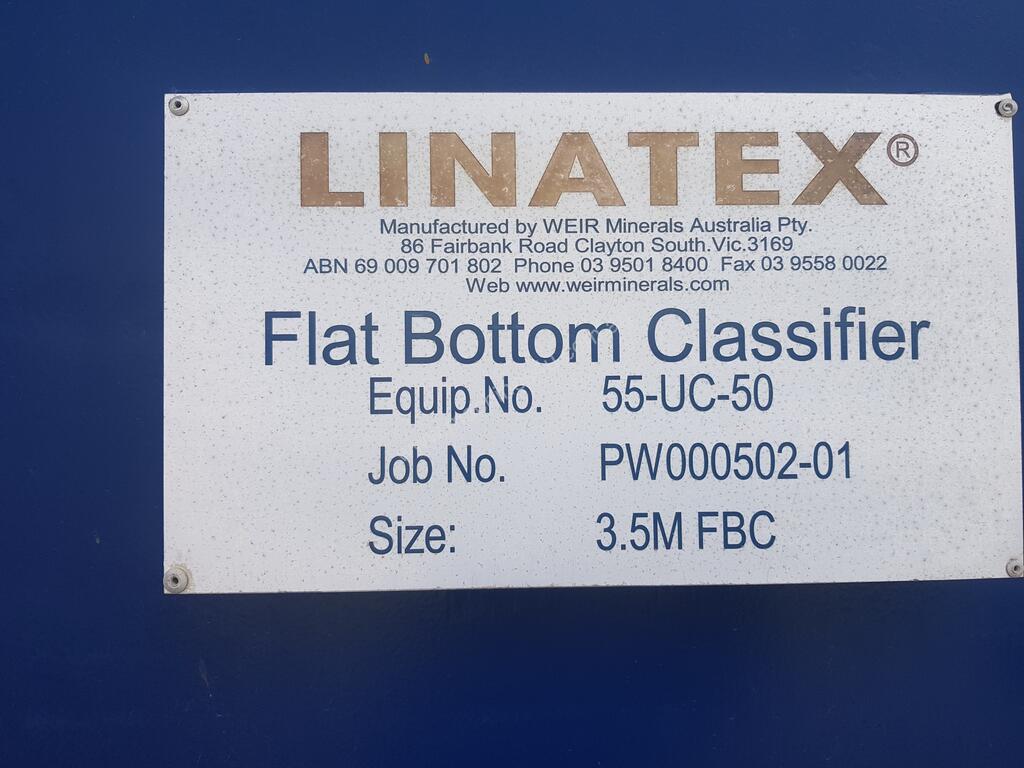 LINATEX®
Manufactured by WEIR Minerals Australia Pty.
86 Fairbank Road Clayton South.Vic.3169
ABN 69 009 701 802 Phone 03 9501 8400 Fax 03 9558 0022
Web www.weirminerals.com
Flat Bottom Classifier
Equip.No. 55-UC-50
Job No. PW000502-01
Size: 3.5M FBC